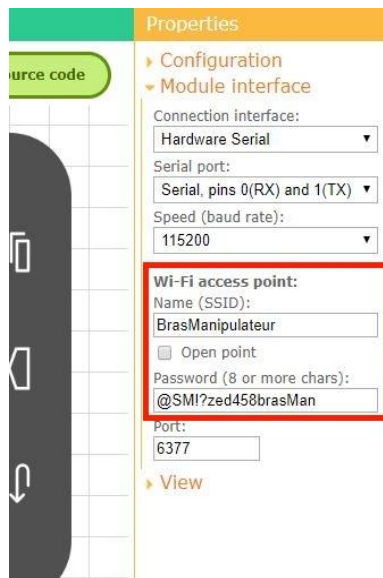 Properties
urce code
Configuration
Module interface
Connection interface:
Hardware Serial
Serial port:
Serial, pins 0(RX) and 1(TX)
Speed (baud rate):
115200
Wi-Fi access point:
Name (SSID):
BrasManipulateur
Open point
Password (8 or more chars):
@SM!?zed458brasMan
Port:
6377
View